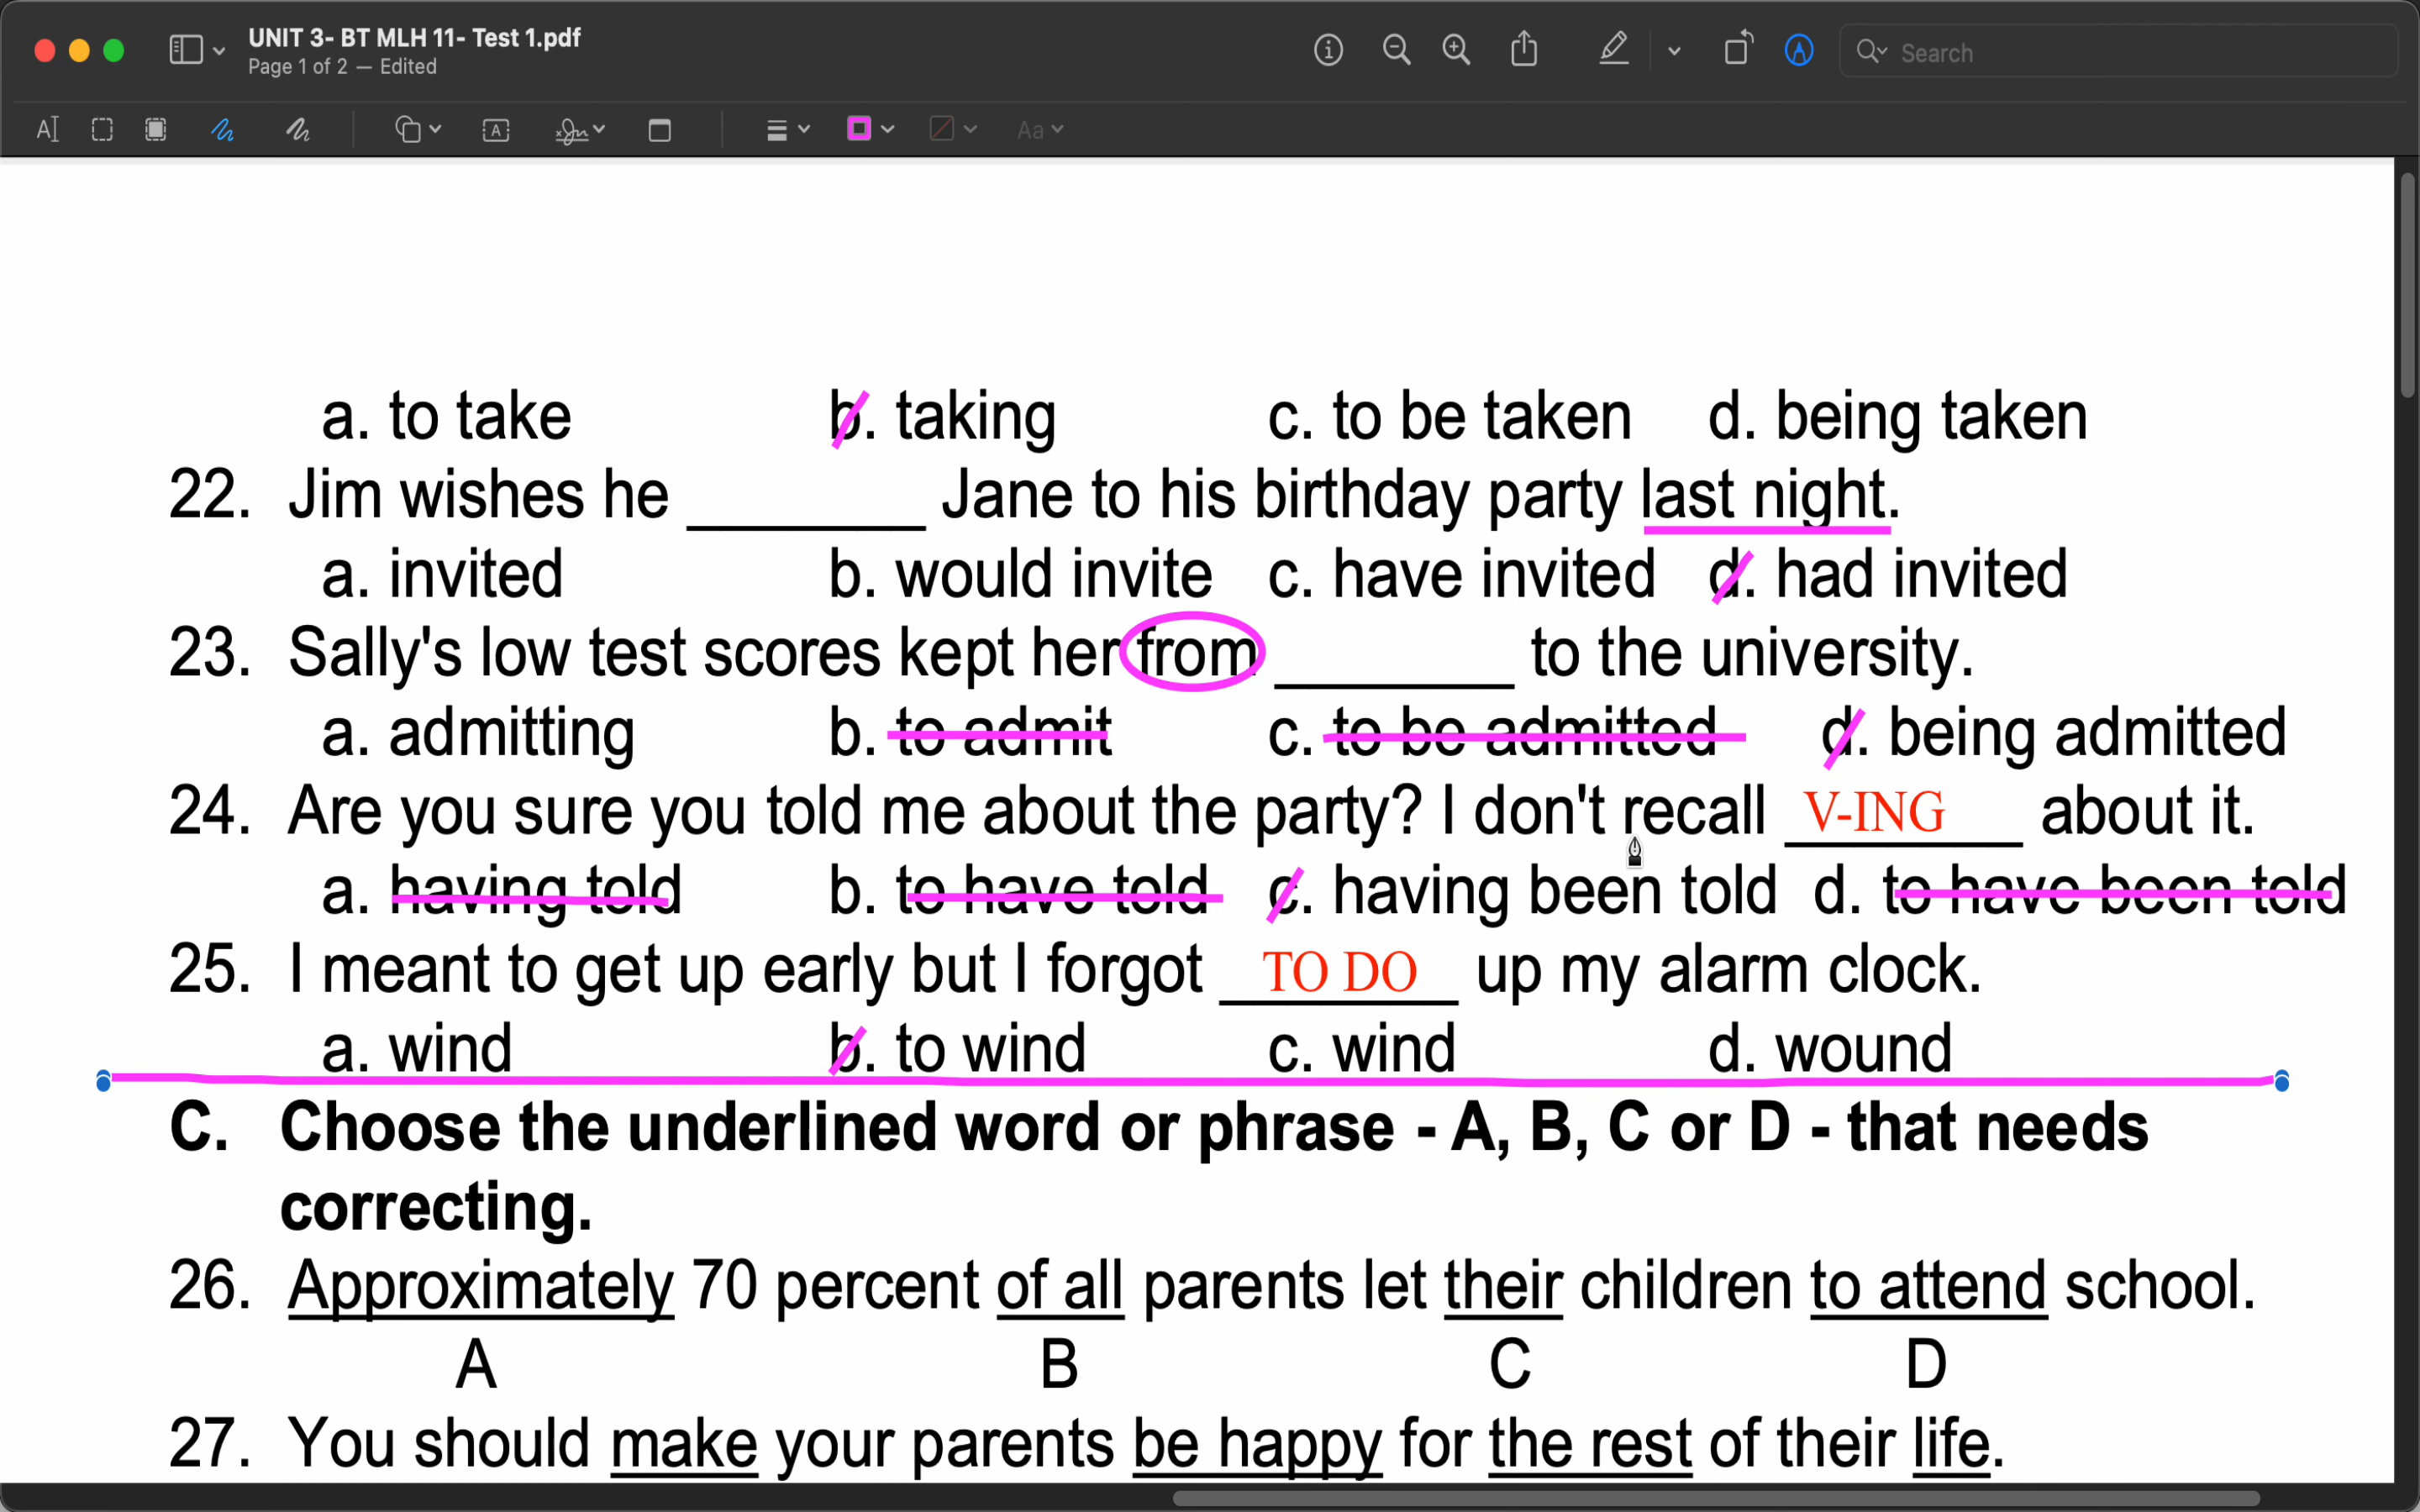 UNIT 3- BT MLH 11- Test 1.pdf
Page 1 of 2 — Edited
Search
Aa
a. to take b. taking c. to be taken d. being taken
22. Jim wishes he ________ Jane to his birthday party last night.
a. invited b. would invite c. have invited d. had invited
23. Sally's low test scores kept her from ________ to the university.
a. admitting b. to admit c. to be admitted d. being admitted
24. Are you sure you told me about the party? I don't recall V-ING about it.
a. having told b. to have told c. having been told d. to have been told
25. I meant to get up early but I forgot TO DO up my alarm clock.
a. wind b. to wind c. wind d. wound
C. Choose the underlined word or phrase - A, B, C or D - that needs
correcting.
26. Approximately 70 percent of all parents let their children to attend school.
A B C D
27. You should make your parents be happy for the rest of their life.